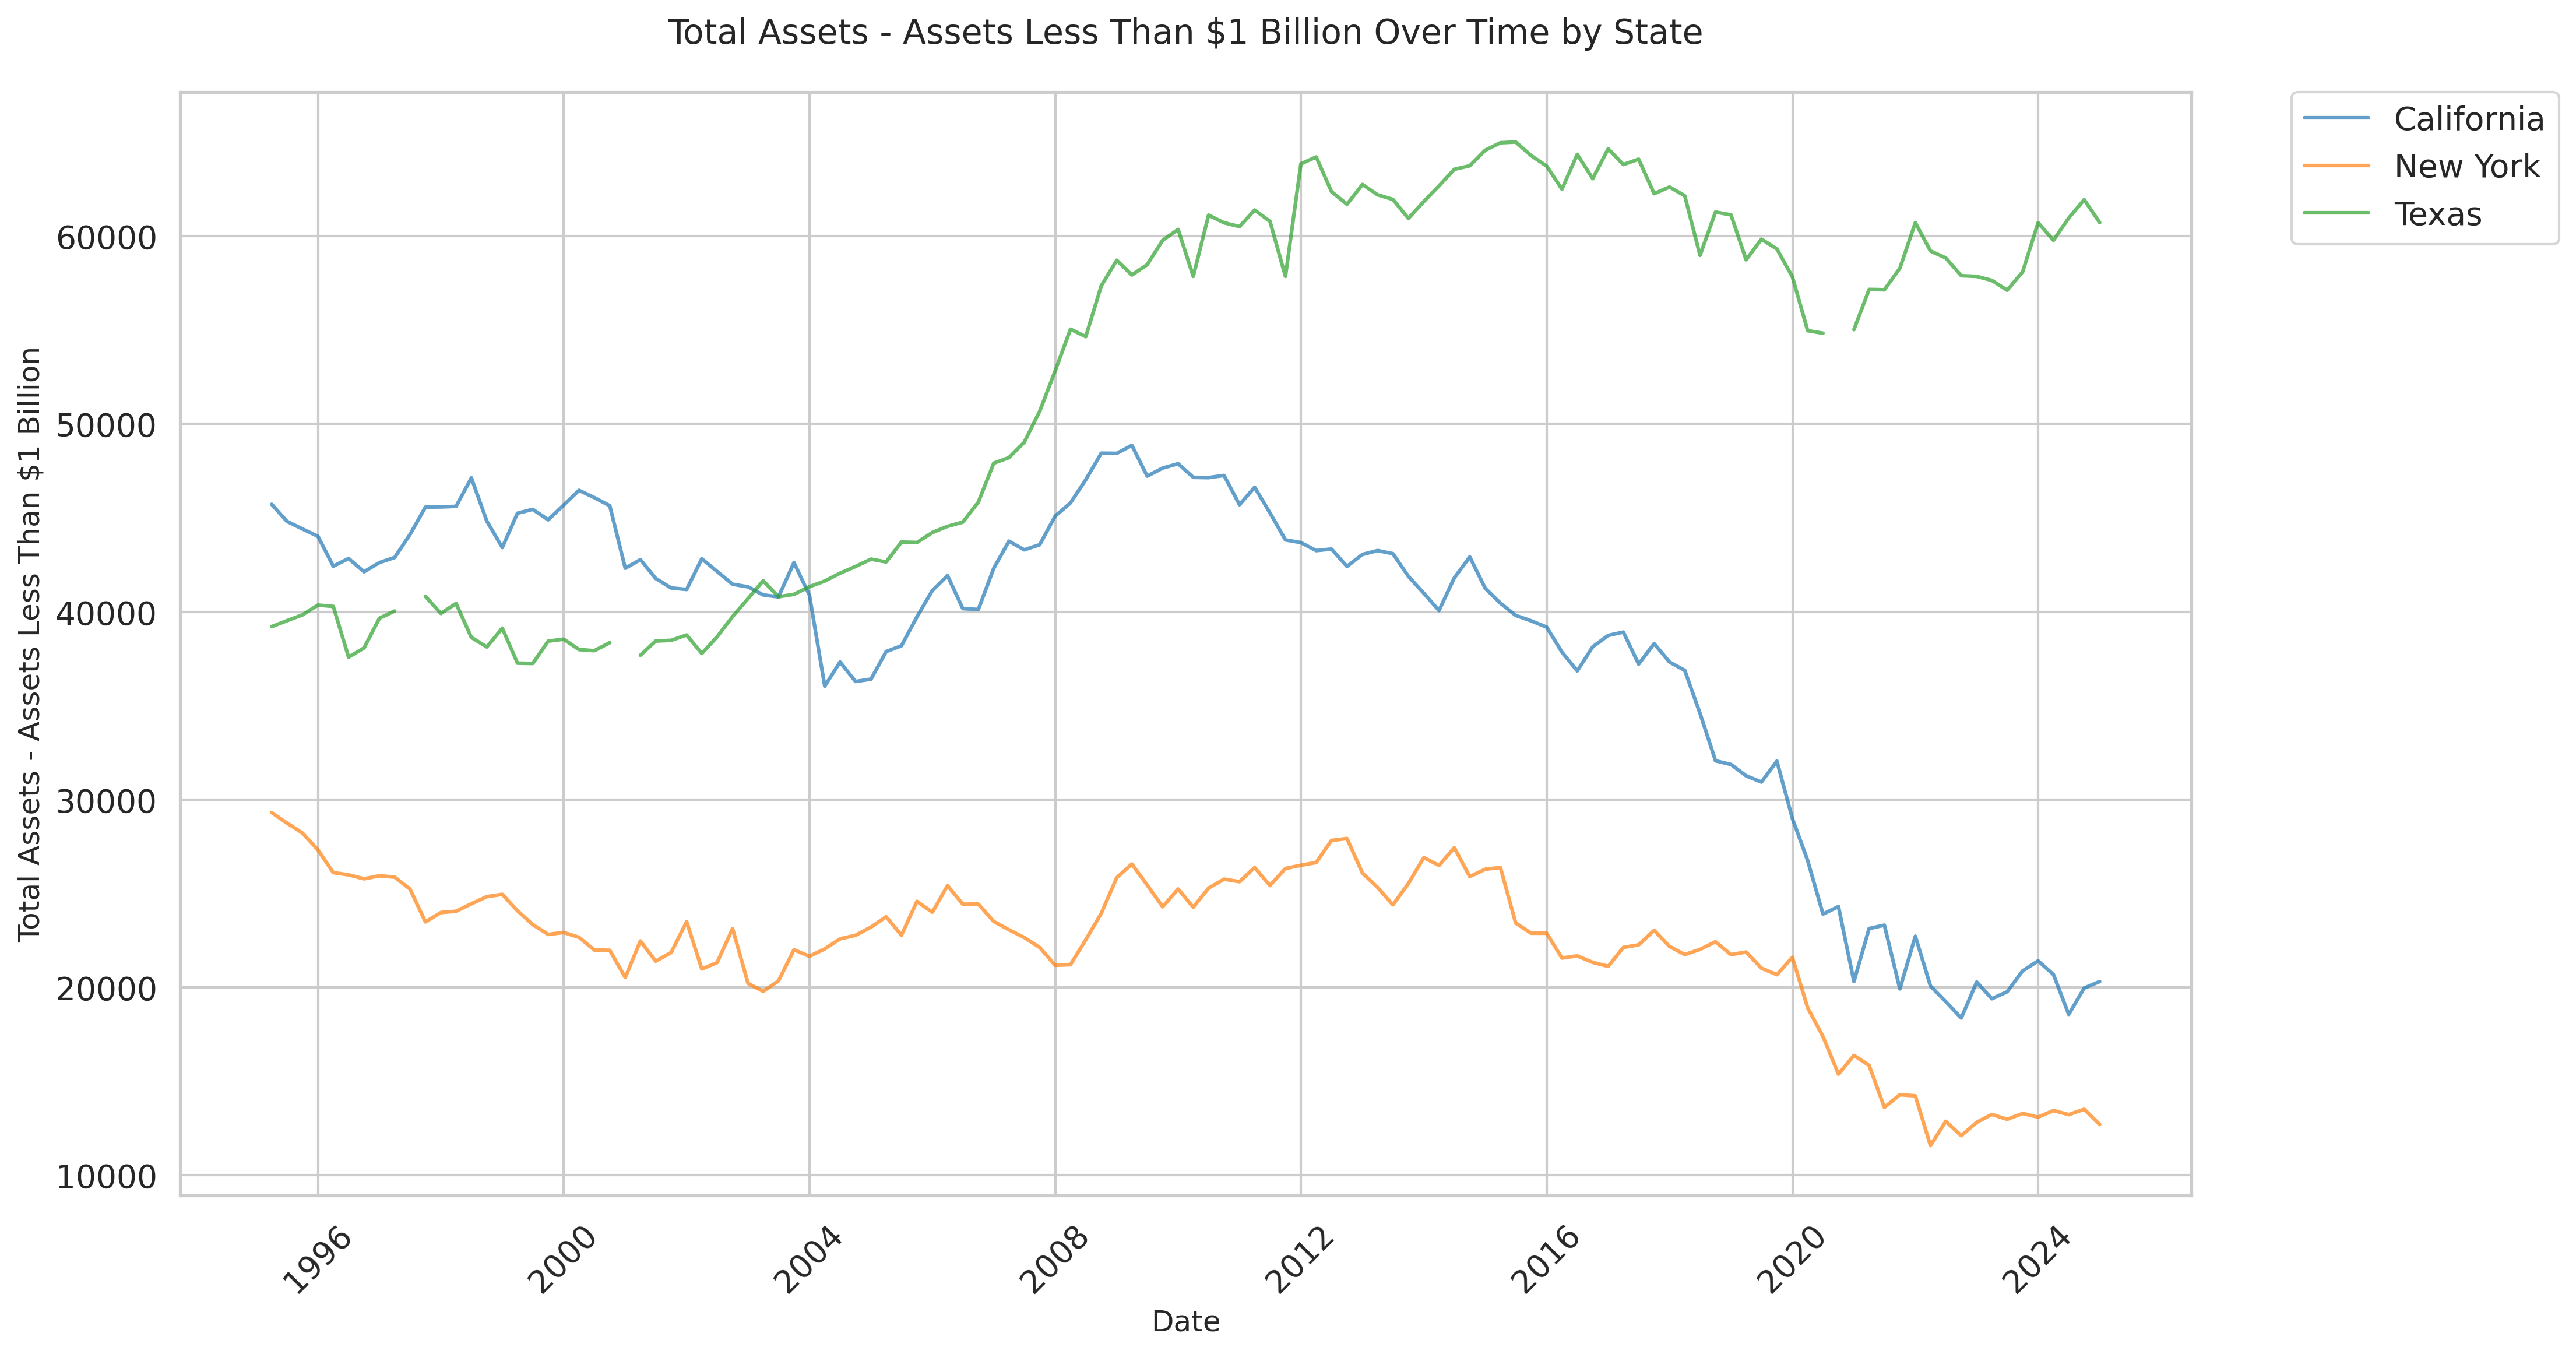 Total Assets - Assets Less Than $1 Billion Over Time by State
California
New York
Texas
Total Assets - Assets Less Than $1 Billion
60000
50000
40000
30000
20000
10000
1996
2000
2004
2008
2012
2016
2020
2024
Date